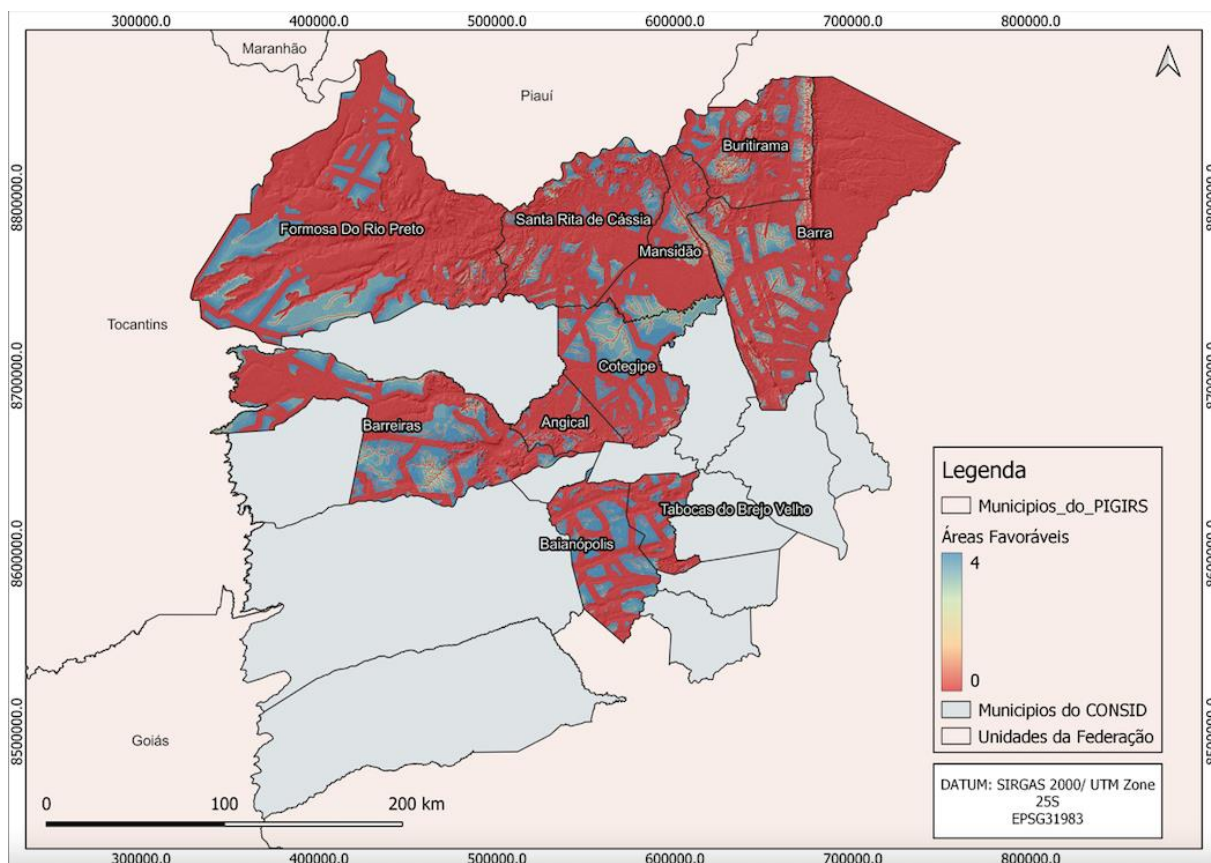 300000.0 400000.0 500000.0 600000.0 700000.0 800000.0
Maranhão
Piauí
Buritirama
8800000.0 8800000.0
Santa Rita de Cássia
Formosa Do Rio Preto
Barra
Mansidão
Tocantins
8700000.0 8700000.0
Cotegipe
Barreiras
Angical
Legenda
Municipios_do_PIGIRS
Áreas Favoráveis
4
0
Municipios do CONSID
Unidades da Federação
Tabocas do Brejo Velho
Baianópolis
8600000.0 8600000.0
Goiás
8500000.0 8500000.0
DATUM: SIRGAS 2000/ UTM Zone
25S
EPSG31983
0 100 200 km
300000.0 400000.0 500000.0 600000.0 700000.0 800000.0